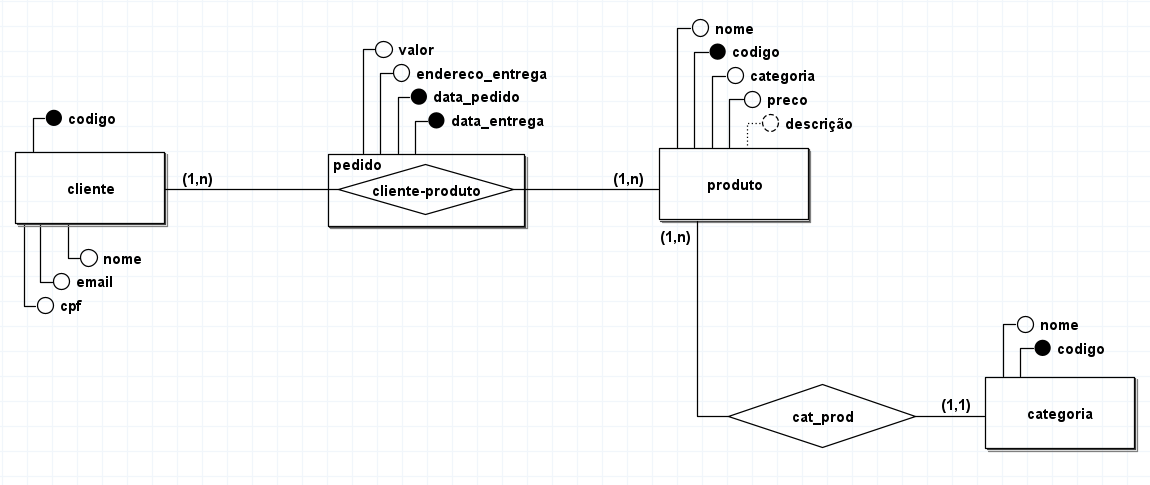 nome
codigo
categoria
preco
descrição
valor
endereco_entrega
data_pedido
data_entrega
codigo
cliente
(1,n)
pedido
cliente-produto
(1,n)
produto
(1,n)
nome
email
cpf
nome
codigo
cat_prod
(1,1)
categoria